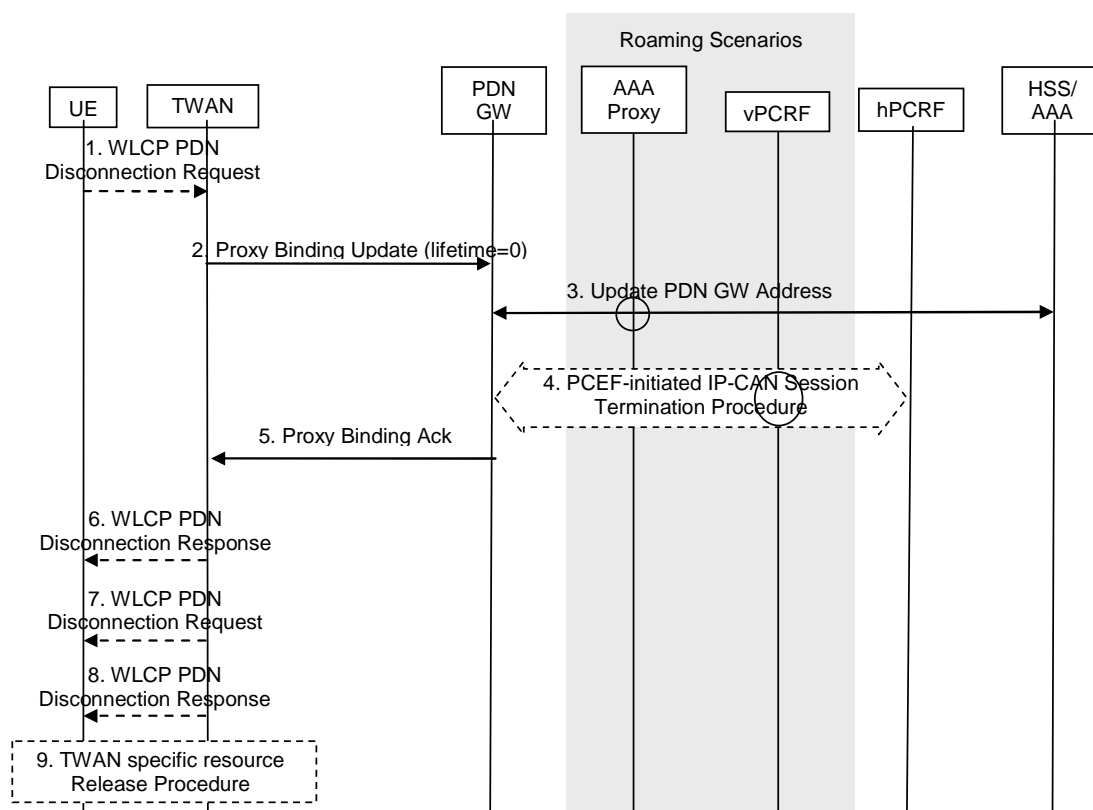 Roaming Scenarios
UE
TWAN
PDN
GW
AAA
Proxy
vPCRF
hPCRF
HSS/
AAA
1. WLCP PDN
Disconnection Request
2. Proxy Binding Update (lifetime=0)
3. Update PDN GW Address
4. PCEF-initiated IP-CAN Session
Termination Procedure
5. Proxy Binding Ack
6. WLCP PDN
Disconnection Response
7. WLCP PDN
Disconnection Request
8. WLCP PDN
Disconnection Response
9. TWAN specific resource
Release Procedure